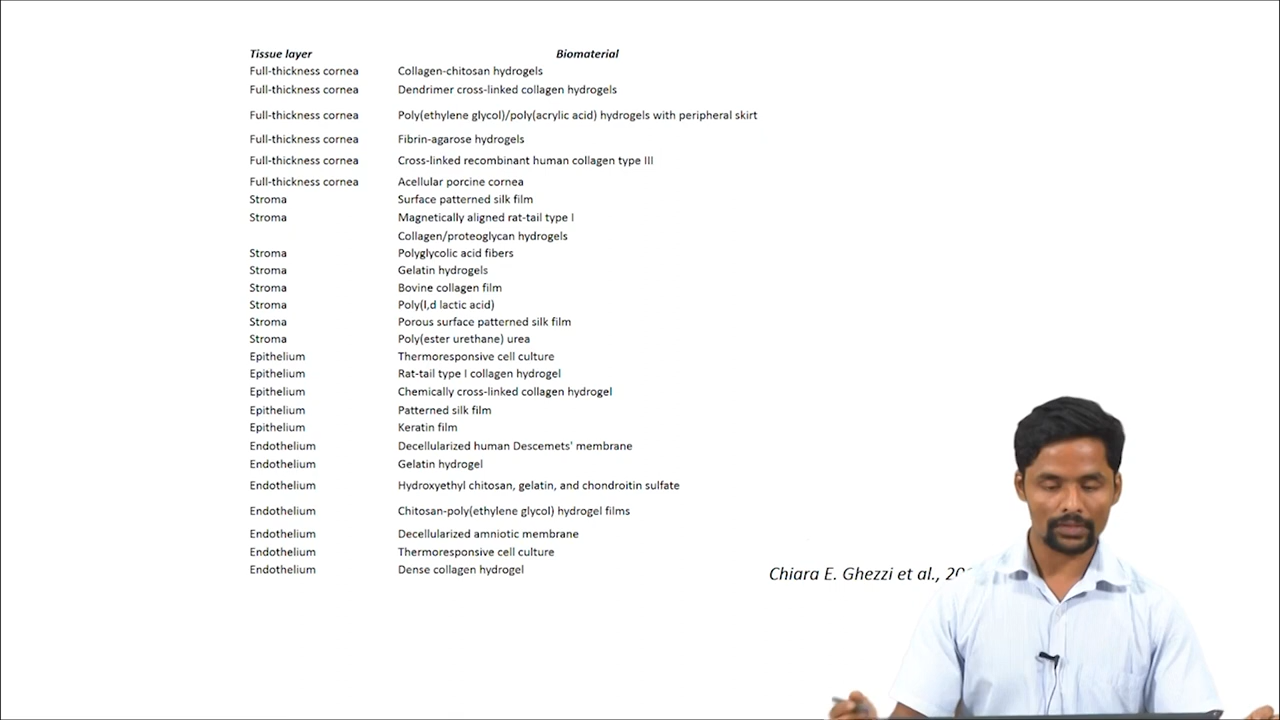 Tissue layer Biomaterial
Full-thickness cornea Collagen-chitosan hydrogels
Full-thickness cornea Dendrimer cross-linked collagen hydrogels
Full-thickness cornea Poly(ethylene glycol)/poly(acrylic acid) hydrogels with peripheral skirt
Full-thickness cornea Fibrin-agarose hydrogels
Full-thickness cornea Cross-linked recombinant human collagen type III
Full-thickness cornea Acellular porcine cornea
Stroma Surface patterned silk film
Stroma Magnetically aligned rat-tail type I
Collagen/proteoglycan hydrogels
Stroma Polyglycolic acid fibers
Stroma Gelatin hydrogels
Stroma Bovine collagen film
Stroma Poly(l,d lactic acid)
Stroma Porous surface patterned silk film
Stroma Poly(ester urethane) urea
Epithelium Thermoresponsive cell culture
Epithelium Rat-tail type I collagen hydrogel
Epithelium Chemically cross-linked collagen hydrogel
Epithelium Patterned silk film
Epithelium Keratin film
Endothelium Decellularized human Descemets' membrane
Endothelium Gelatin hydrogel
Endothelium Hydroxyethyl chitosan, gelatin, and chondroitin sulfate
Endothelium Chitosan-poly(ethylene glycol) hydrogel films
Endothelium Decellularized amniotic membrane
Endothelium Thermoresponsive cell culture
Endothelium Dense collagen hydrogel
Chiara E. Ghezzi et al.,